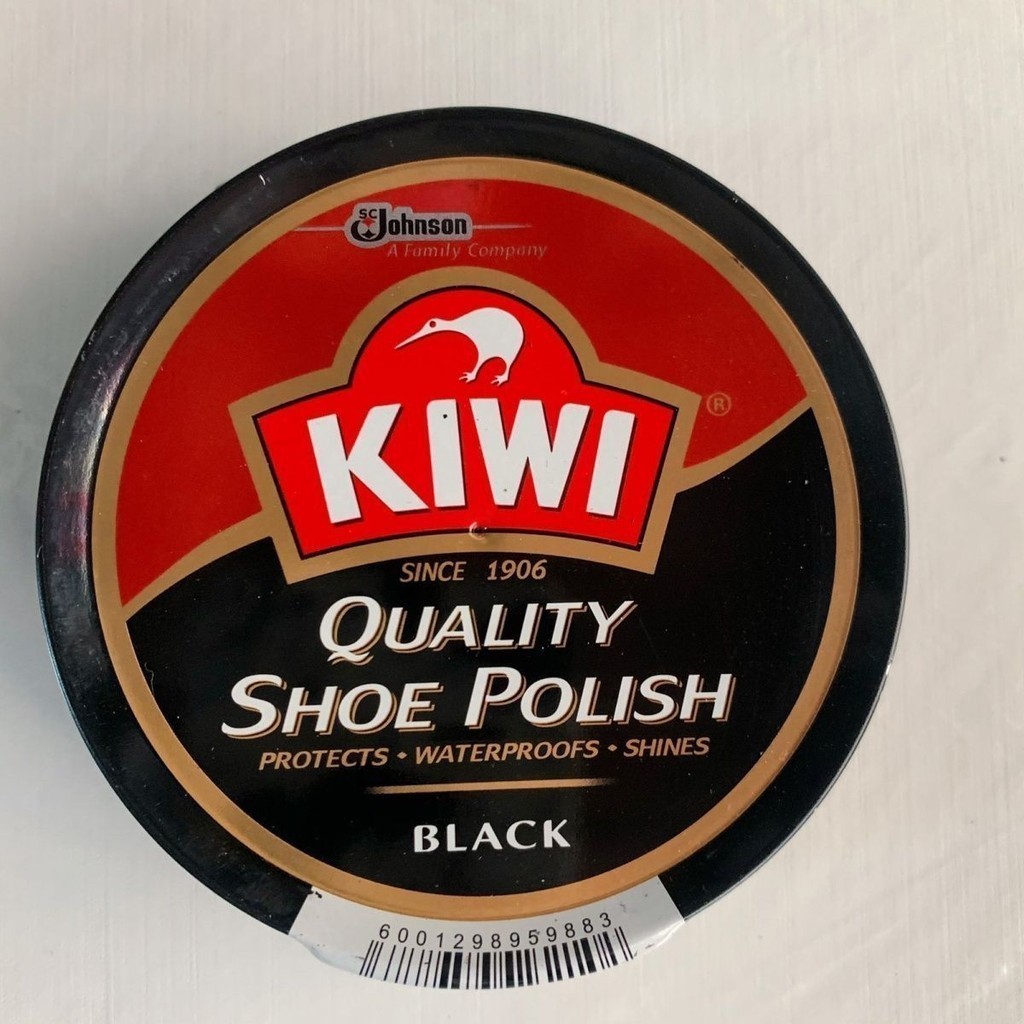 SC Johnson
A Family Company
KIWI
®
SINCE 1906
QUALITY
SHOE POLISH
PROTECTS • WATERPROOFS • SHINES
BLACK
6001298959883